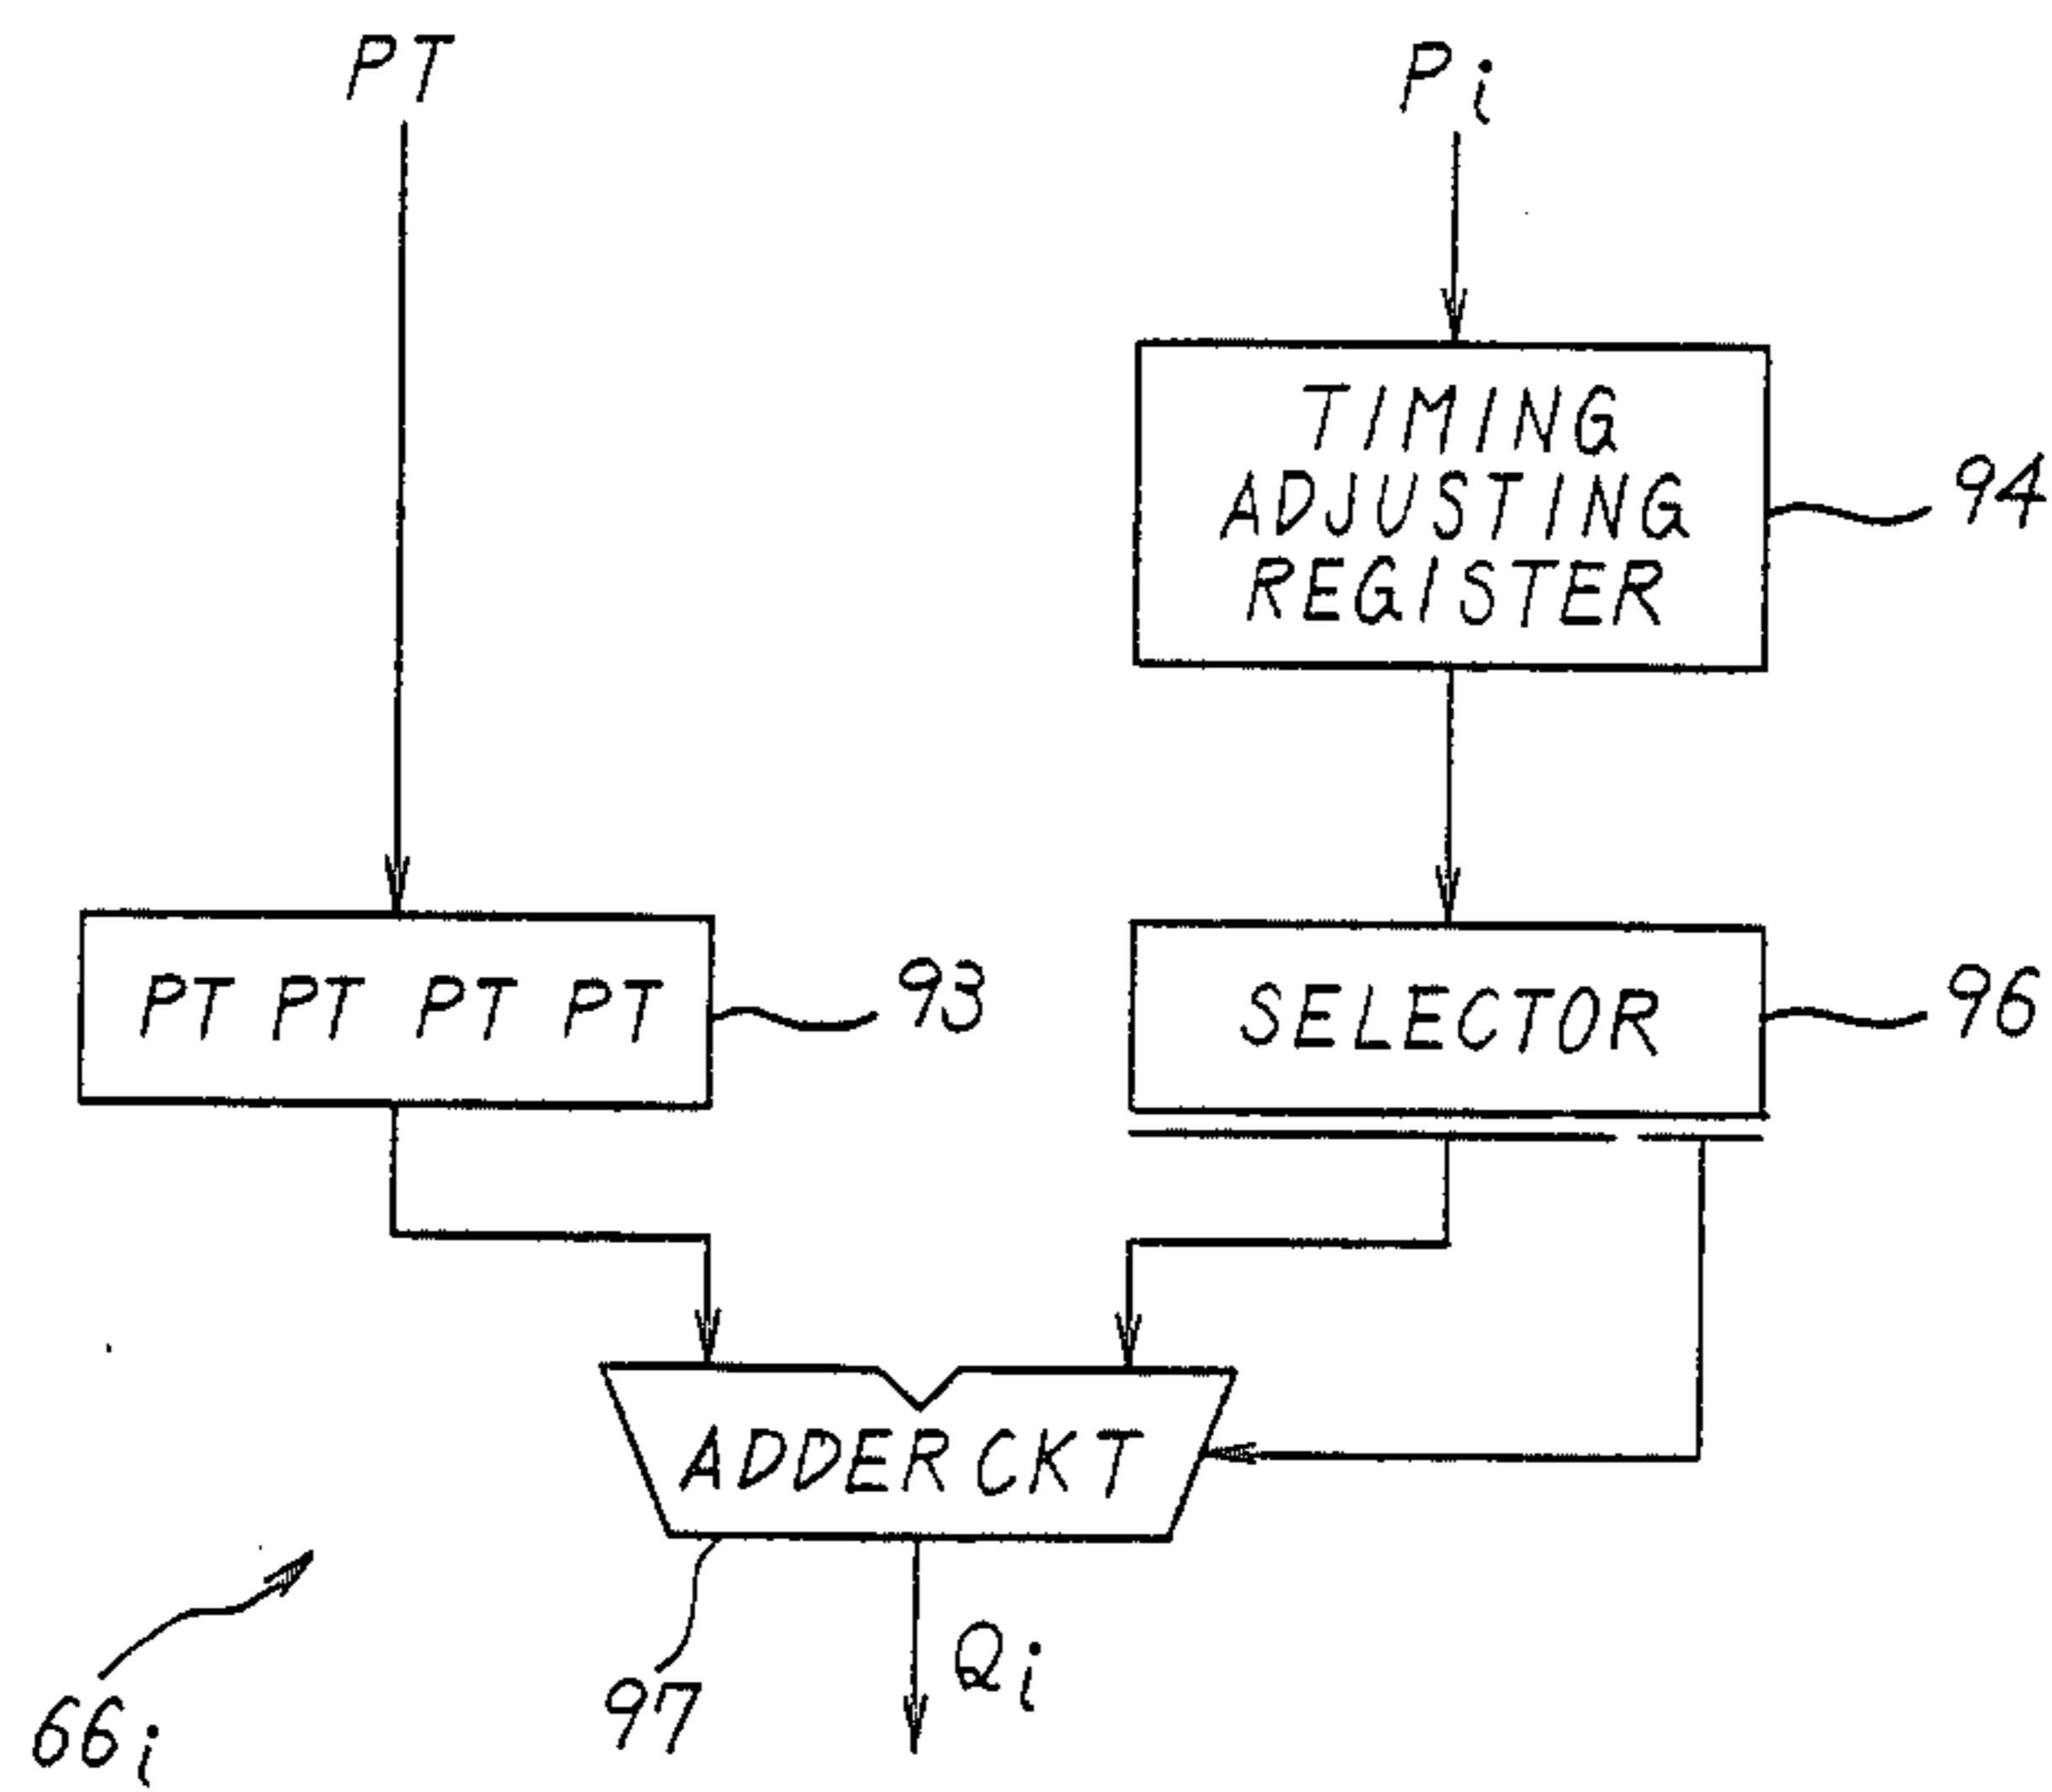 PT
Pi
TIMING
ADJUSTING
REGISTER
94
PT PT PT PT
93
SELECTOR
96
ADDER CKT
97
Qi
66i